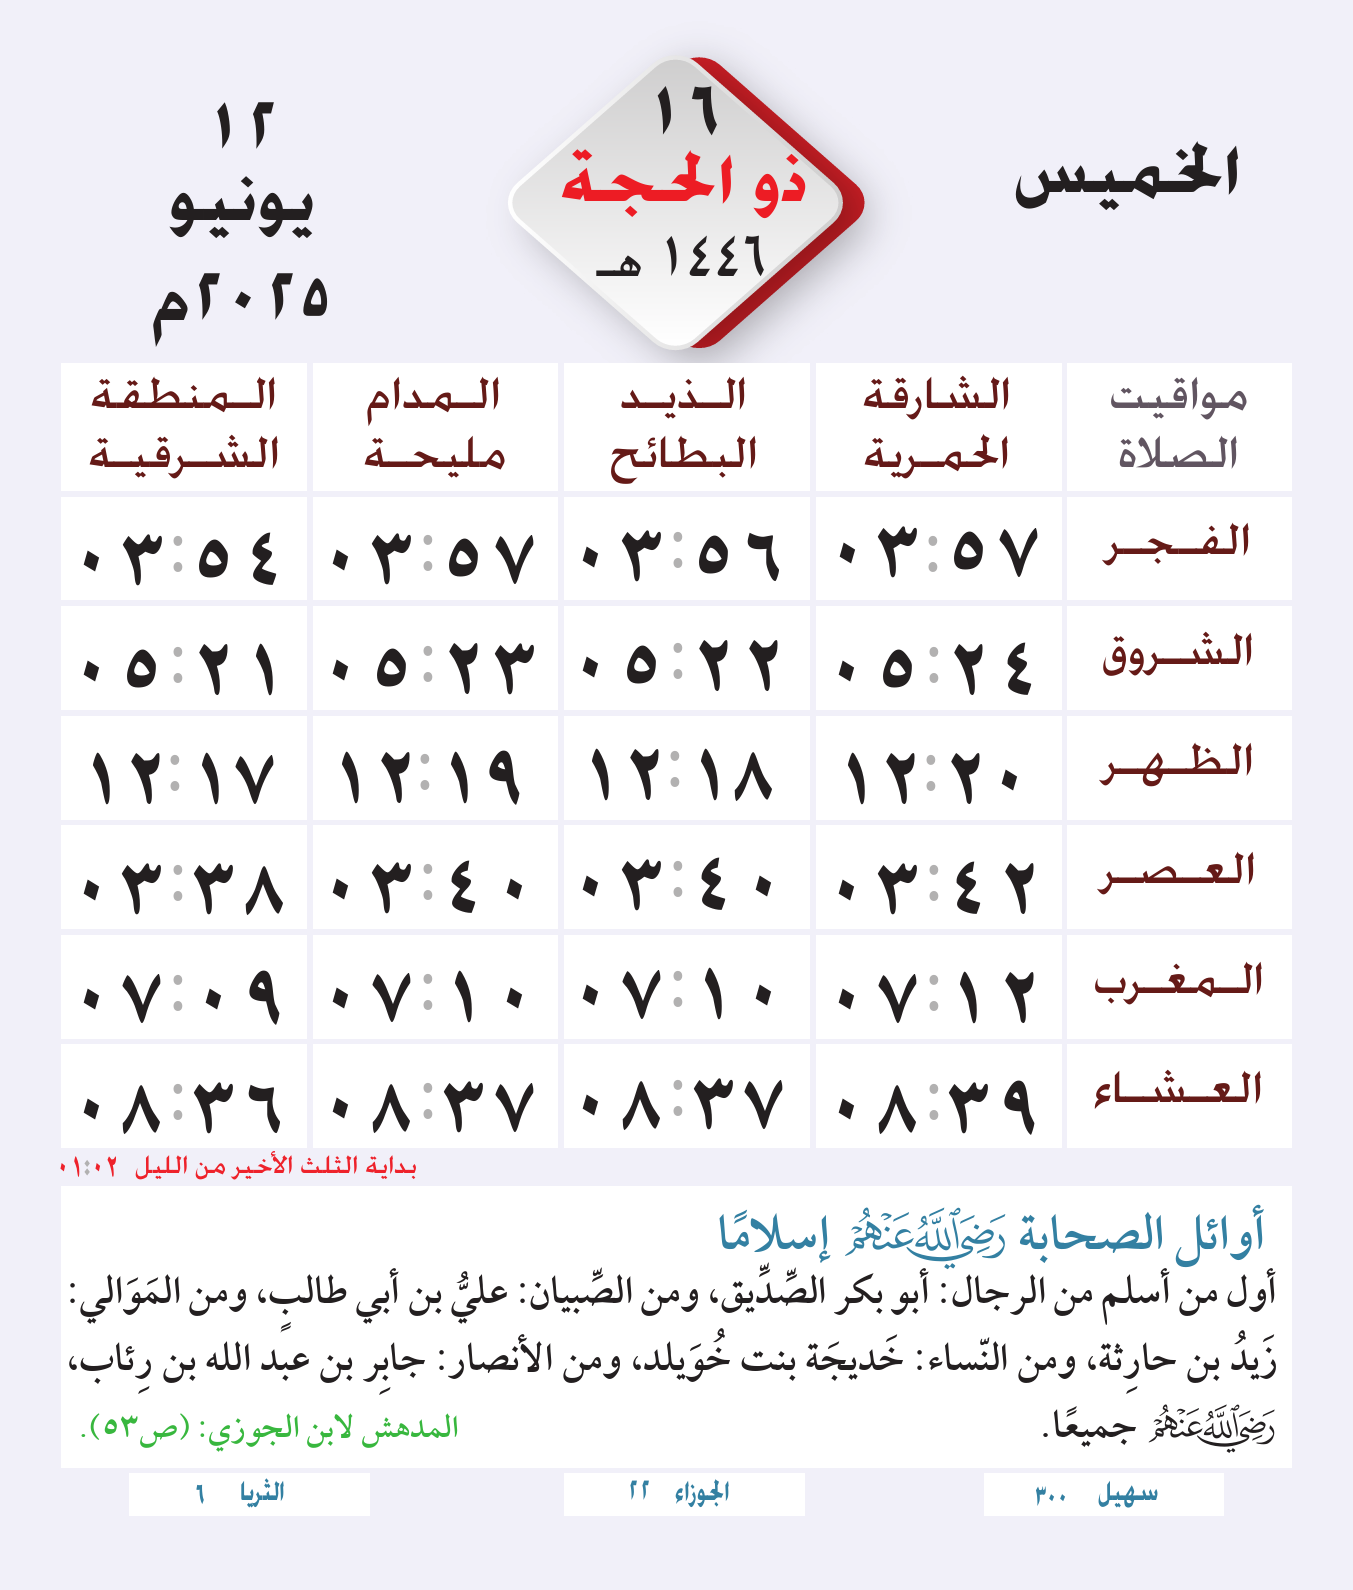 الخميس
١٦
ذو الحجة
١٤٤٦ هـ
١٢
يونيو
٢٠٢٥م
مواقيت الصلاة
الشارقة الحمرية
الذيد البطائح
المدام مليحة
المنطقة الشرقية
الفجر ٠٣:٥٧ ٠٣:٥٦ ٠٣:٥٧ ٠٣:٥٤
الشروق ٠٥:٢٤ ٠٥:٢٢ ٠٥:٢٣ ٠٥:٢١
الظهر ١٢:٢٠ ١٢:١٨ ١٢:١٩ ١٢:١٧
العصر ٠٣:٤٢ ٠٣:٤٠ ٠٣:٤٠ ٠٣:٣٨
المغرب ٠٧:١٢ ٠٧:١٠ ٠٧:١٠ ٠٧:٠٩
العشاء ٠٨:٣٩ ٠٨:٣٧ ٠٨:٣٧ ٠٨:٣٦
بداية الثلث الأخير من الليل ٠١:٠٢
أوائل الصحابة رَضِيَ اللَّهُ عَنْهُمْ إسلامًا
أول من أسلم من الرجال: أبو بكر الصِّدِّيق، ومن الصِّبيان: عليُّ بن أبي طالبٍ، ومن المَوَالي:
زَيدُ بن حارِثة، ومن النّساء: خَديجَة بنت خُوَيلد، ومن الأنصار: جابِر بن عبد الله بن رِئاب،
رَضِيَ اللَّهُ عَنْهُمْ جميعًا.
المدهش لابن الجوزي: (ص٥٣).
سهيل ٣٠٠
الجوزاء ٢٢
الثريا ٦